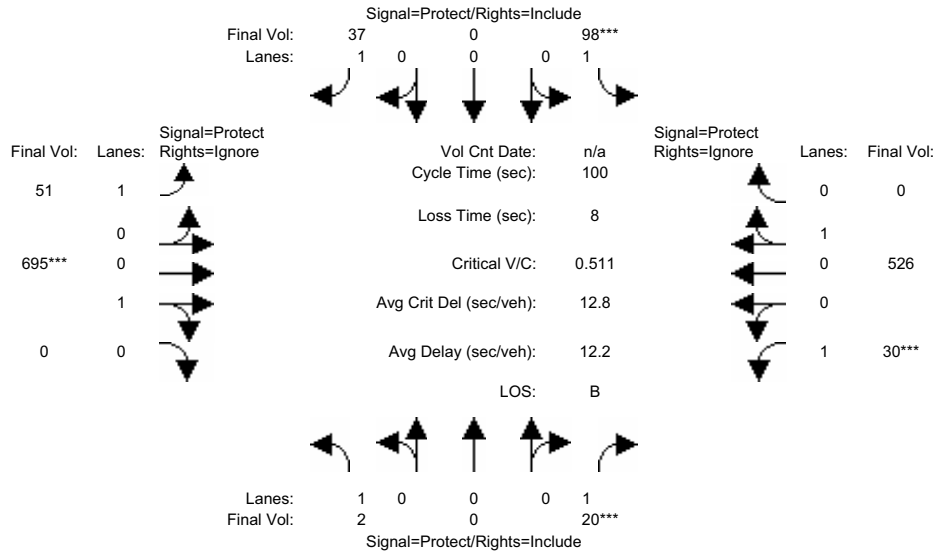 Signal=Protect/Rights=Include
Final Vol: 37 0 98***
Lanes: 1 0 0 0 1
Signal=Protect Signal=Protect
Final Vol: Lanes: Rights=Ignore Vol Cnt Date: n/a Rights=Ignore Lanes: Final Vol:
Cycle Time (sec): 100
51 1 0 0
Loss Time (sec): 8
0 1
695*** 0 Critical V/C: 0.511 0 526
1 Avg Crit Del (sec/veh): 12.8 0
0 0 Avg Delay (sec/veh): 12.2 1 30***
LOS: B
Lanes: 1 0 0 0 1
Final Vol: 2 0 20***
Signal=Protect/Rights=Include